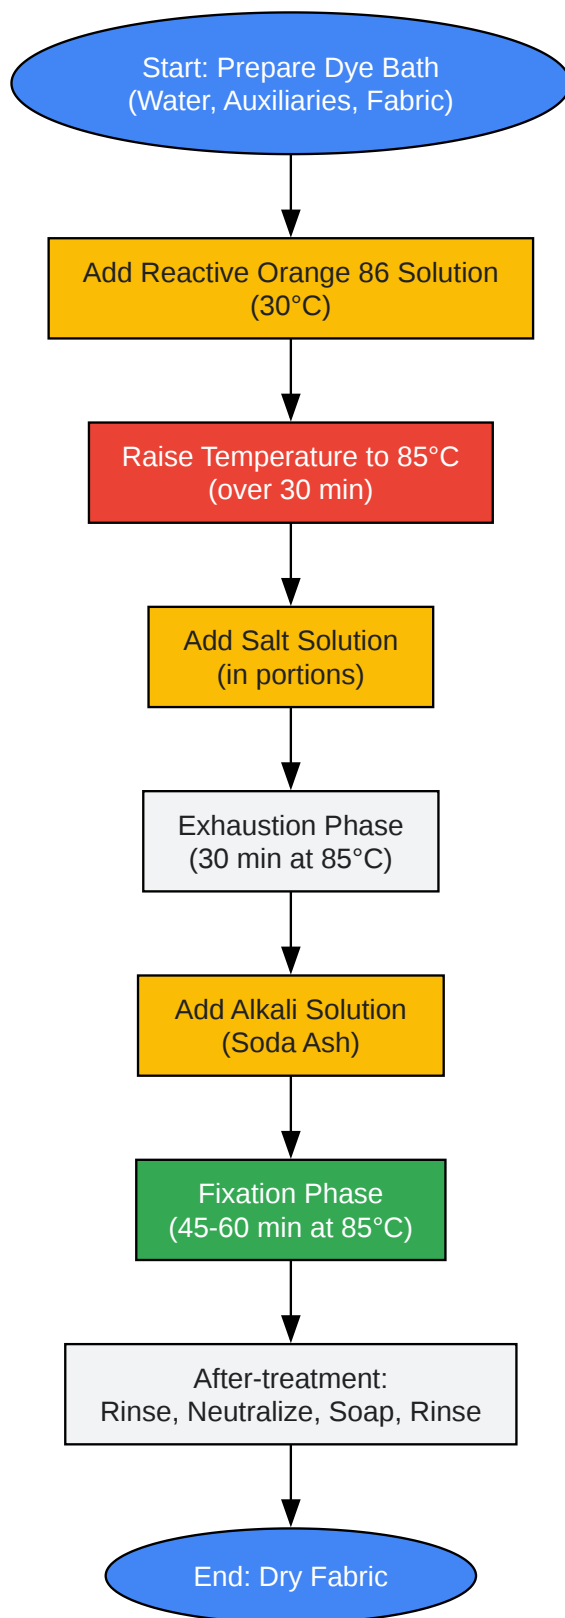 Start: Prepare Dye Bath
(Water, Auxiliaries, Fabric)
Add Reactive Orange 86 Solution
(30°C)
Raise Temperature to 85°C
(over 30 min)
Add Salt Solution
(in portions)
Exhaustion Phase
(30 min at 85°C)
Add Alkali Solution
(Soda Ash)
Fixation Phase
(45-60 min at 85°C)
After-treatment:
Rinse, Neutralize, Soap, Rinse
End: Dry Fabric